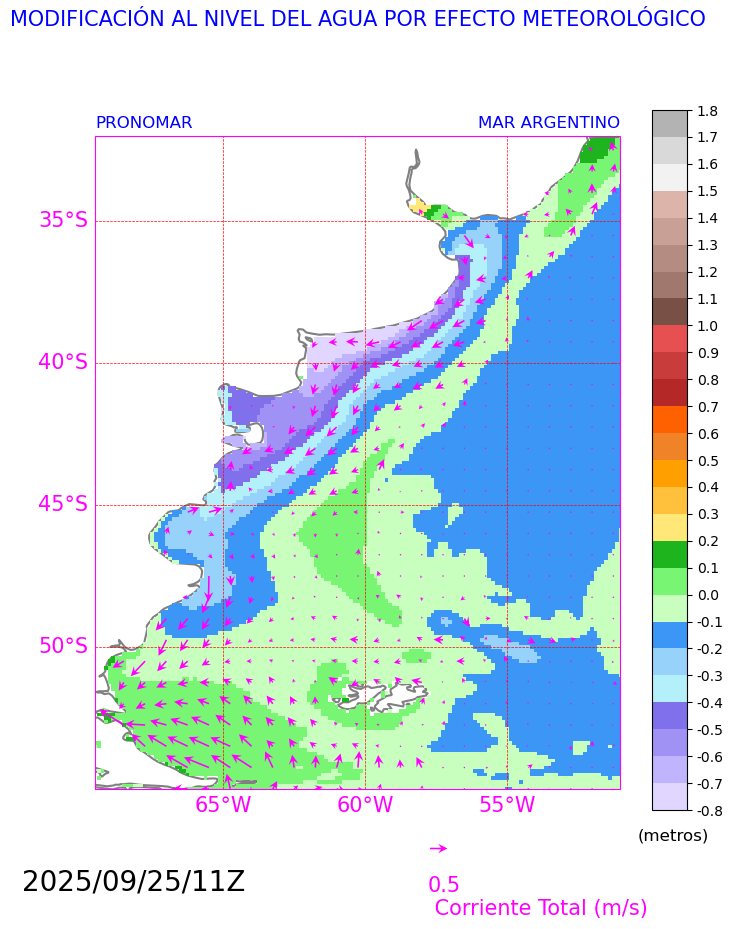 MODIFICACIÓN AL NIVEL DEL AGUA POR EFECTO METEOROLÓGICO
PRONOMAR
MAR ARGENTINO
35°S
40°S
45°S
50°S
65°W
60°W
55°W
1.8
1.7
1.6
1.5
1.4
1.3
1.2
1.1
1.0
0.9
0.8
0.7
0.6
0.5
0.4
0.3
0.2
0.1
0.0
-0.1
-0.2
-0.3
-0.4
-0.5
-0.6
-0.7
-0.8
(metros)
2025/09/25/11Z
0.5
Corriente Total (m/s)